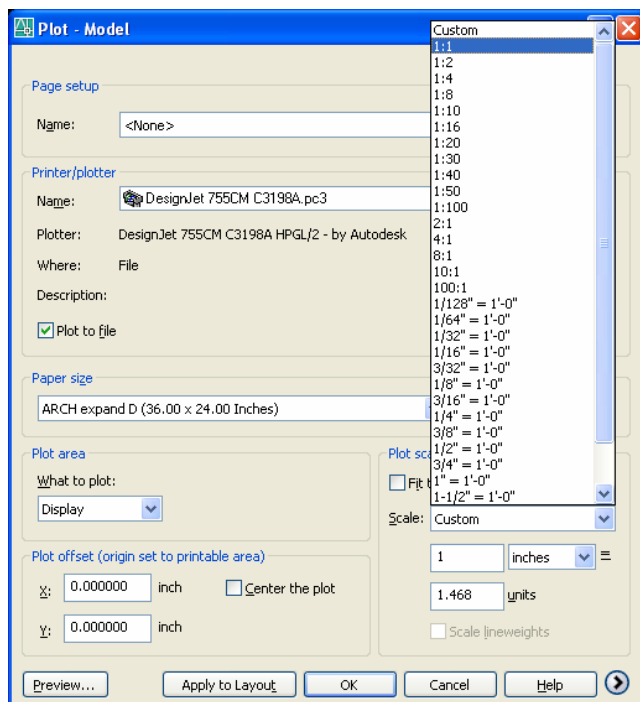 Plot - Model
Page setup
Name:
<None>
Printer/plotter
Name:
DesignJet 755CM C3198A.pc3
Plotter:
DesignJet 755CM C3198A HPGL/2 - by Autodesk
Where:
File
Description:
Plot to file
Paper size
ARCH expand D (36.00 x 24.00 Inches)
Plot area
What to plot:
Display
Plot offset (origin set to printable area)
X:
0.000000
inch
Center the plot
Y:
0.000000
inch
Custom
1:1
1:2
1:4
1:8
1:10
1:16
1:20
1:30
1:40
1:50
1:100
2:1
4:1
8:1
10:1
100:1
1/128" = 1'-0"
1/64" = 1'-0"
1/32" = 1'-0"
1/16" = 1'-0"
3/32" = 1'-0"
1/8" = 1'-0"
3/16" = 1'-0"
1/4" = 1'-0"
3/8" = 1'-0"
1/2" = 1'-0"
3/4" = 1'-0"
1" = 1'-0"
1-1/2" = 1'-0"
Plot sc
Fit
Scale:
Custom
1
inches
=
1.468
units
Scale lineweights
Preview...
Apply to Layout
OK
Cancel
Help